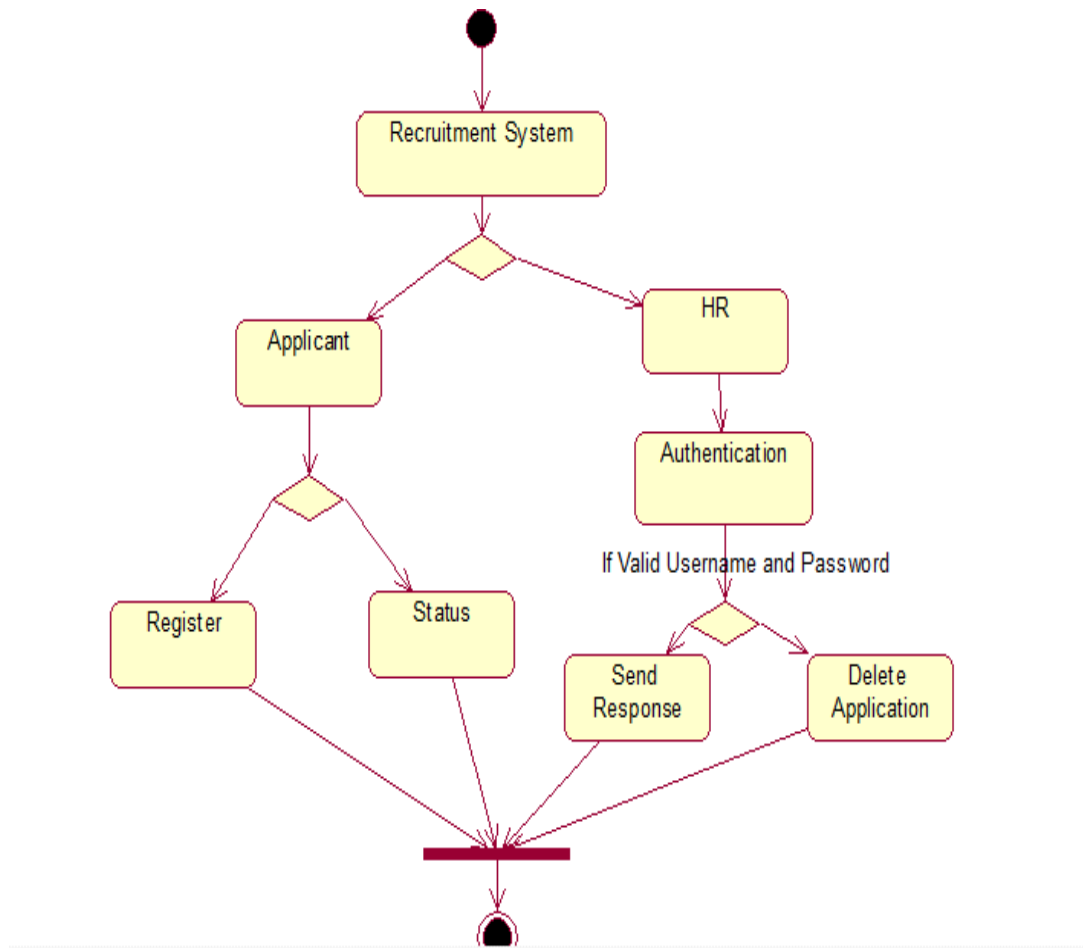 Recruitment System
HR
Applicant
Authentication
If Valid Username and Password
Register
Status
Send
Response
Delete
Application